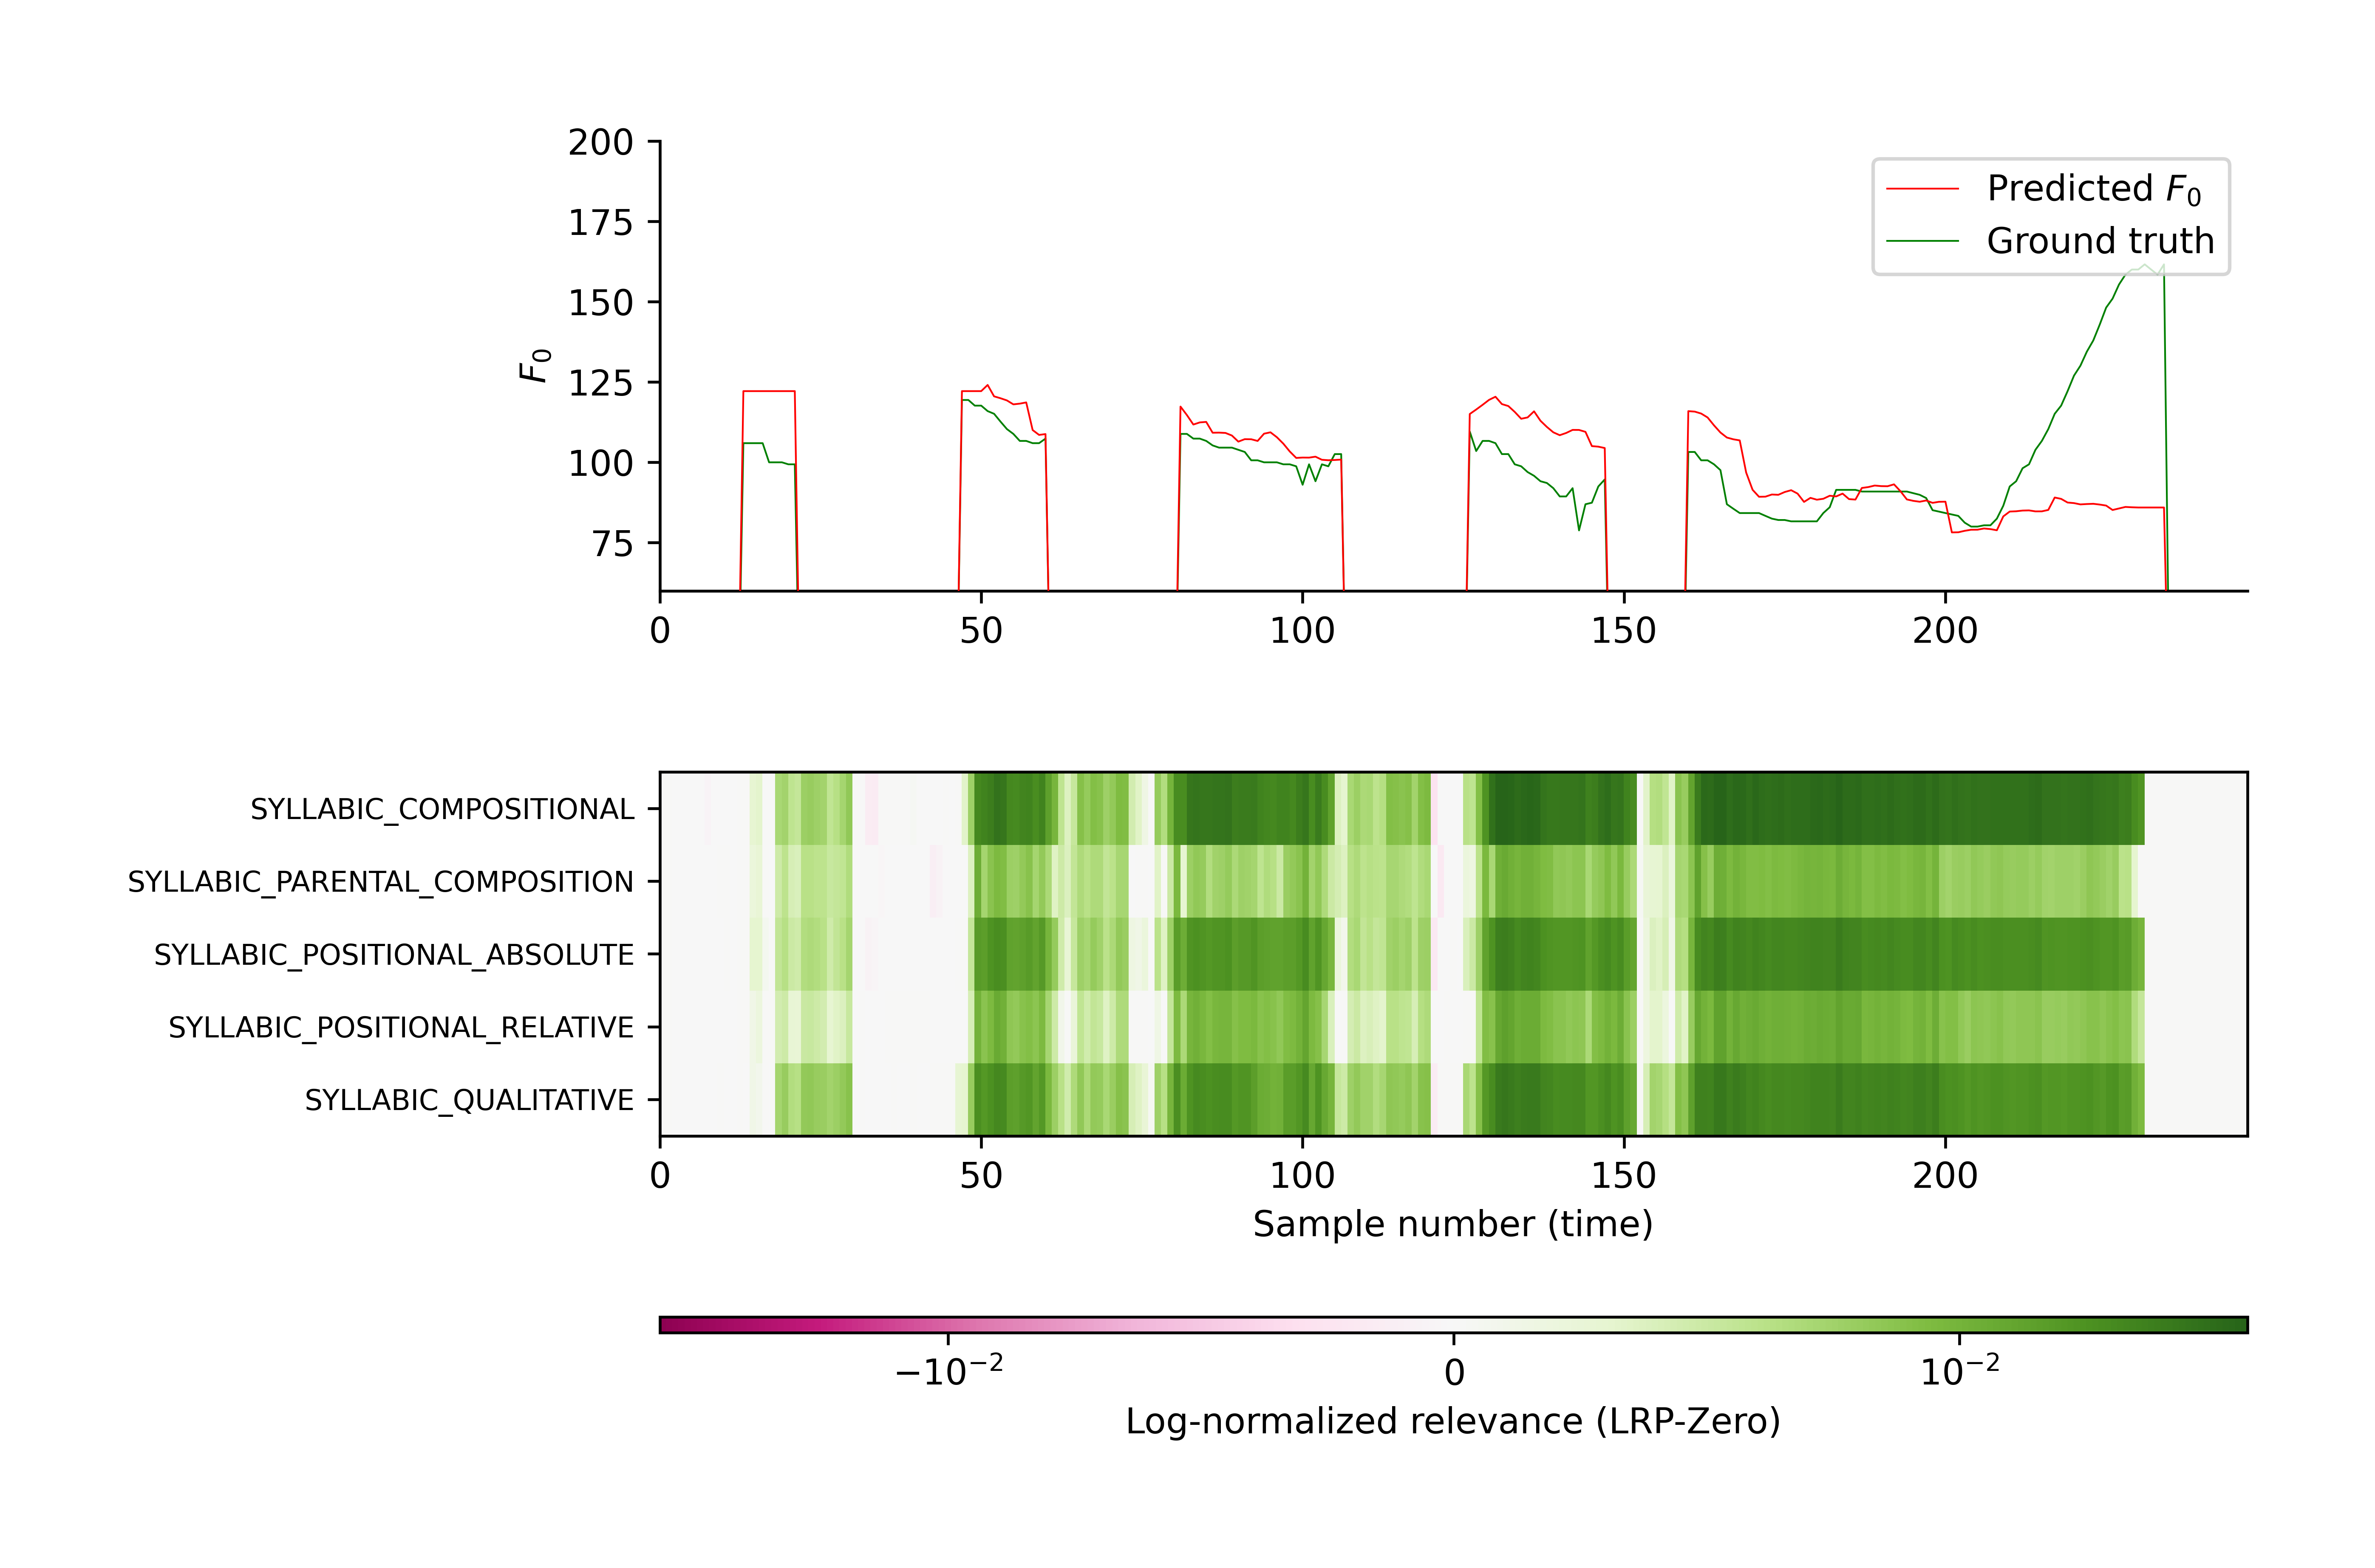 200
175
150
125
100
75
F₀
Predicted F₀
Ground truth
0 50 100 150 200
SYLLABIC_COMPOSITIONAL
SYLLABIC_PARENTAL_COMPOSITION
SYLLABIC_POSITIONAL_ABSOLUTE
SYLLABIC_POSITIONAL_RELATIVE
SYLLABIC_QUALITATIVE
0 50 100 150 200
Sample number (time)
−10⁻² 0 10⁻²
Log-normalized relevance (LRP-Zero)